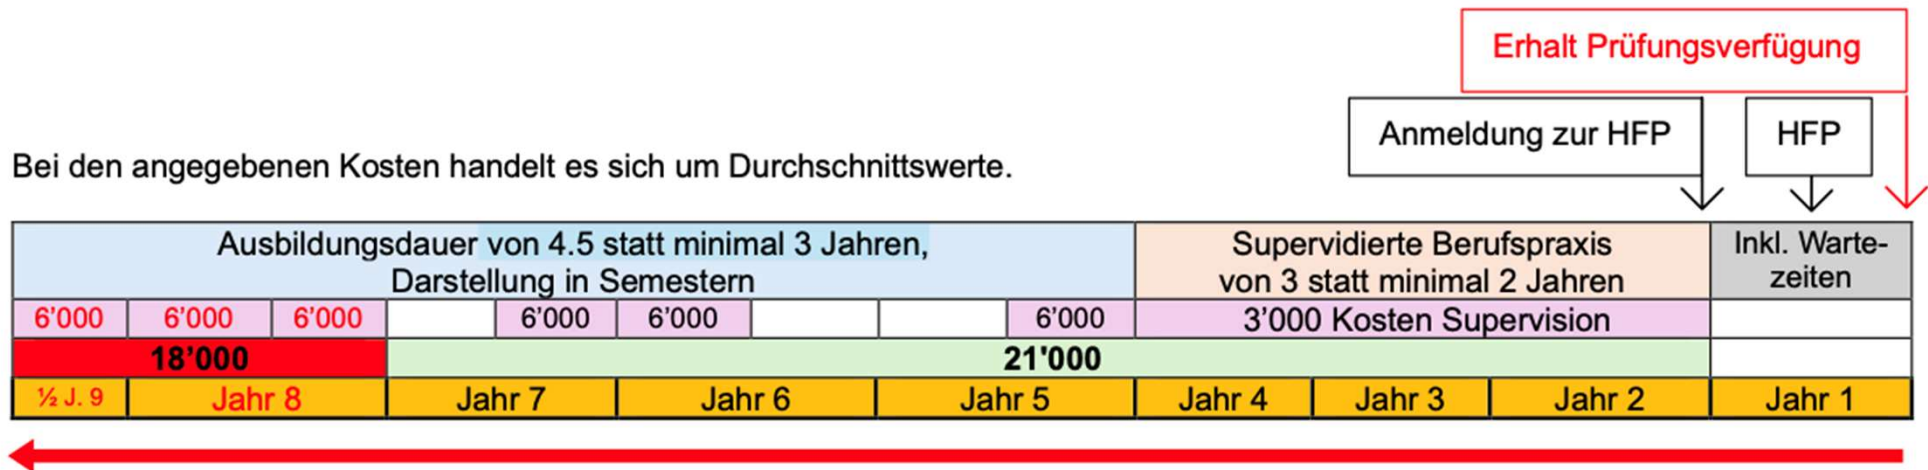 Erhalt Prüfungsverfügung
Anmeldung zur HFP
HFP
Bei den angegebenen Kosten handelt es sich um Durchschnittswerte.
Ausbildungsdauer von 4.5 statt minimal 3 Jahren,
Darstellung in Semestern
Supervidierte Berufspraxis
von 3 statt minimal 2 Jahren
Inkl. Warte-
zeiten
6’000 6’000 6’000 6’000 6’000 6’000 3’000 Kosten Supervision
18’000 21'000
½ J. 9 Jahr 8 Jahr 7 Jahr 6 Jahr 5 Jahr 4 Jahr 3 Jahr 2 Jahr 1